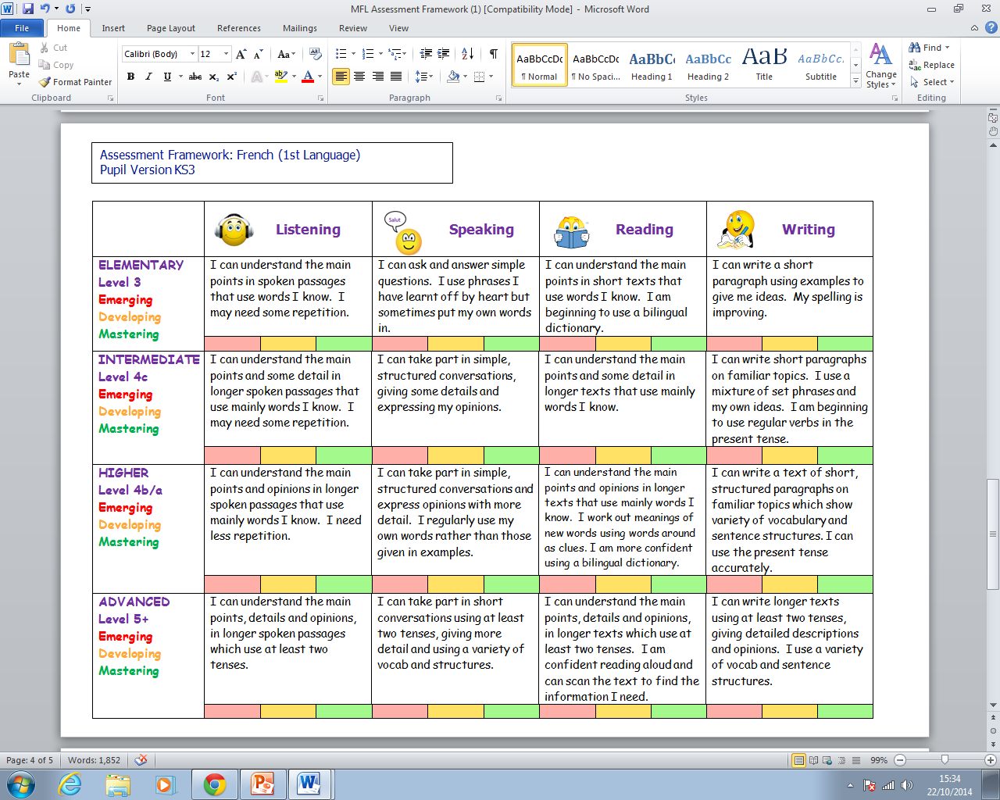 MFL Assessment Framework (1) [Compatibility Mode] - Microsoft Word
File Home Insert Page Layout References Mailings Review View
Paste
Cut
Copy
Format Painter
Clipboard
Calibri (Body) 12
Font
Paragraph
AaBbCcDc AaBbCcDc AaBbCc AaBbCc AaB AaBbCc.
¶ Normal ¶ No Spaci... Heading 1 Heading 2 Title Subtitle
Change
Styles
Styles
Find
Replace
Select
Editing
Assessment Framework: French (1st Language)
Pupil Version KS3
Listening
Salut
Speaking
Reading
Writing
ELEMENTARY
Level 3
Emerging
Developing
Mastering
I can understand the main
points in spoken passages
that use words I know. I
may need some repetition.
I can ask and answer simple
questions. I use phrases I
have learnt off by heart but
sometimes put my own words
in.
I can understand the main
points in short texts that
use words I know. I am
beginning to use a bilingual
dictionary.
I can write a short
paragraph using examples to
give me ideas. My spelling is
improving.
INTERMEDIATE
Level 4c
Emerging
Developing
Mastering
I can understand the main
points and some detail in
longer spoken passages that
use mainly words I know. I
may need some repetition.
I can take part in simple,
structured conversations,
giving some details and
expressing my opinions.
I can understand the main
points and some detail in
longer texts that use mainly
words I know.
I can write short paragraphs
on familiar topics. I use a
mixture of set phrases and
my own ideas. I am beginning
to use regular verbs in the
present tense.
HIGHER
Level 4b/a
Emerging
Developing
Mastering
I can understand the main
points and opinions in longer
spoken passages that use
mainly words I know. I need
less repetition.
I can take part in simple,
structured conversations and
express opinions with more
detail. I regularly use my
own words rather than those
given in examples.
I can understand the main
points and opinions in longer
texts that use mainly words I
know. I work out meanings of
new words using words around
as clues. I am more confident
using a bilingual dictionary.
I can write a text of short,
structured paragraphs on
familiar topics which show
variety of vocabulary and
sentence structures. I can
use the present tense
accurately.
ADVANCED
Level 5+
Emerging
Developing
Mastering
I can understand the main
points, details and opinions,
in longer spoken passages
which use at least two
tenses.
I can take part in short
conversations using at least
two tenses, giving more
detail and using a variety of
vocab and structures.
I can understand the main
points, details and opinions,
in longer texts which use at
least two tenses. I am
confident reading aloud and
can scan the text to find the
information I need.
I can write longer texts
using at least two tenses,
giving detailed descriptions
and opinions. I use a variety
of vocab and sentence
structures.
Page: 4 of 5 Words: 1,852 99%
15:34
22/10/2014